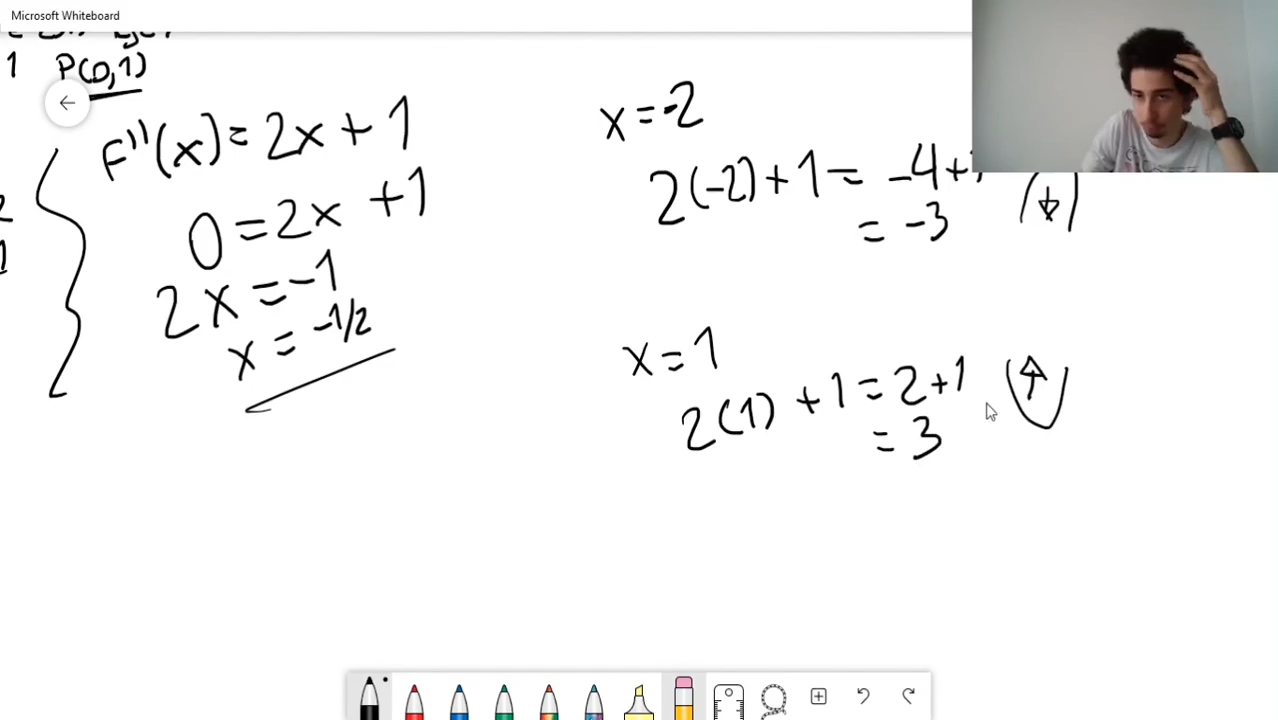 Microsoft Whiteboard
1 P(0,1)
F''(x) = 2x + 1
0 = 2x + 1
2x = -1
x = -1/2
x = -2
2(-2) + 1 = -4 +
= -3
x = 1
2(1) + 1 = 2 + 1
= 3